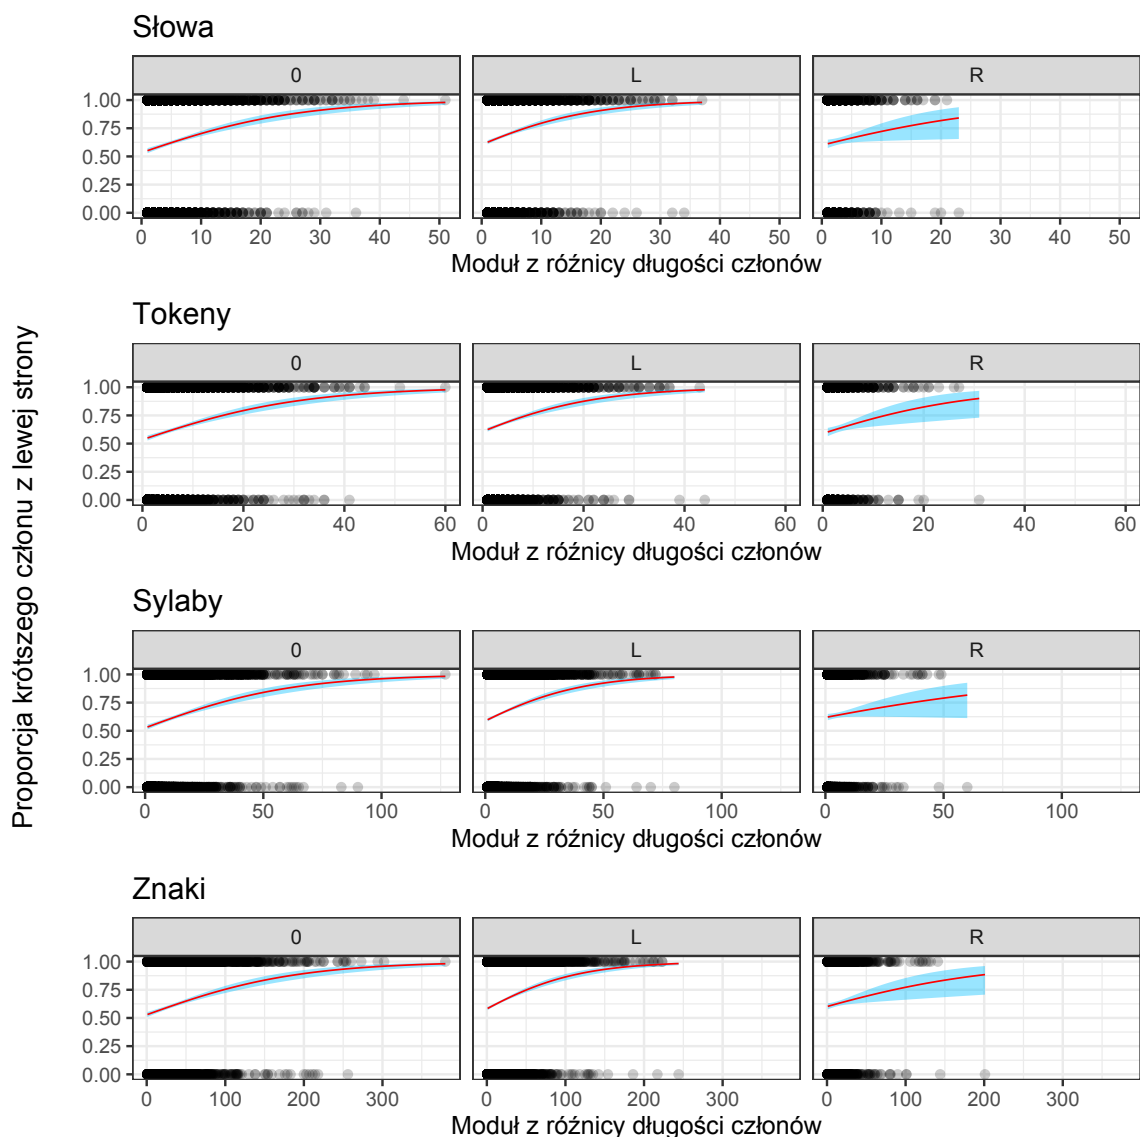 Słowa
0 L R
1.00
0.75
0.50
0.25
0.00
0 10 20 30 40 50 0 10 20 30 40 50 0 10 20 30 40 50
Moduł z różnicy długości członów
Tokeny
0 L R
1.00
0.75
0.50
0.25
0.00
0 20 40 60 0 20 40 60 0 20 40 60
Moduł z różnicy długości członów
Proporcja krótszego członu z lewej strony
Sylaby
0 L R
1.00
0.75
0.50
0.25
0.00
0 50 100 0 50 100 0 50 100
Moduł z różnicy długości członów
Znaki
0 L R
1.00
0.75
0.50
0.25
0.00
0 100 200 300 0 100 200 300 0 100 200 300
Moduł z różnicy długości członów